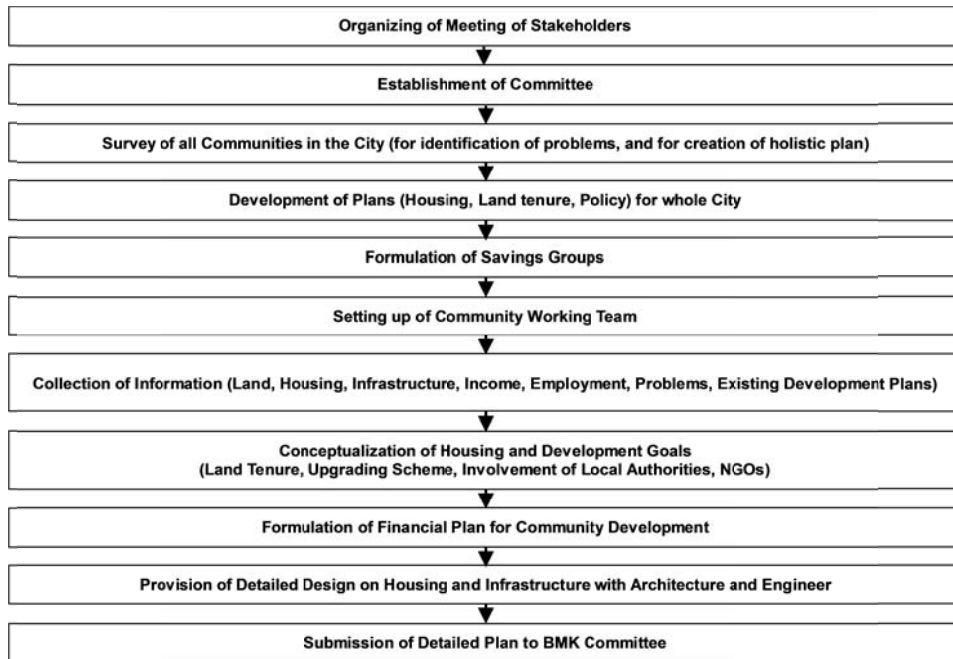 Organizing of Meeting of Stakeholders
Establishment of Committee
Survey of all Communities in the City (for identification of problems, and for creation of holistic plan)
Development of Plans (Housing, Land tenure, Policy) for whole City
Formulation of Savings Groups
Setting up of Community Working Team
Collection of Information (Land, Housing, Infrastructure, Income, Employment, Problems, Existing Development Plans)
Conceptualization of Housing and Development Goals
(Land Tenure, Upgrading Scheme, Involvement of Local Authorities, NGOs)
Formulation of Financial Plan for Community Development
Provision of Detailed Design on Housing and Infrastructure with Architecture and Engineer
Submission of Detailed Plan to BMK Committee